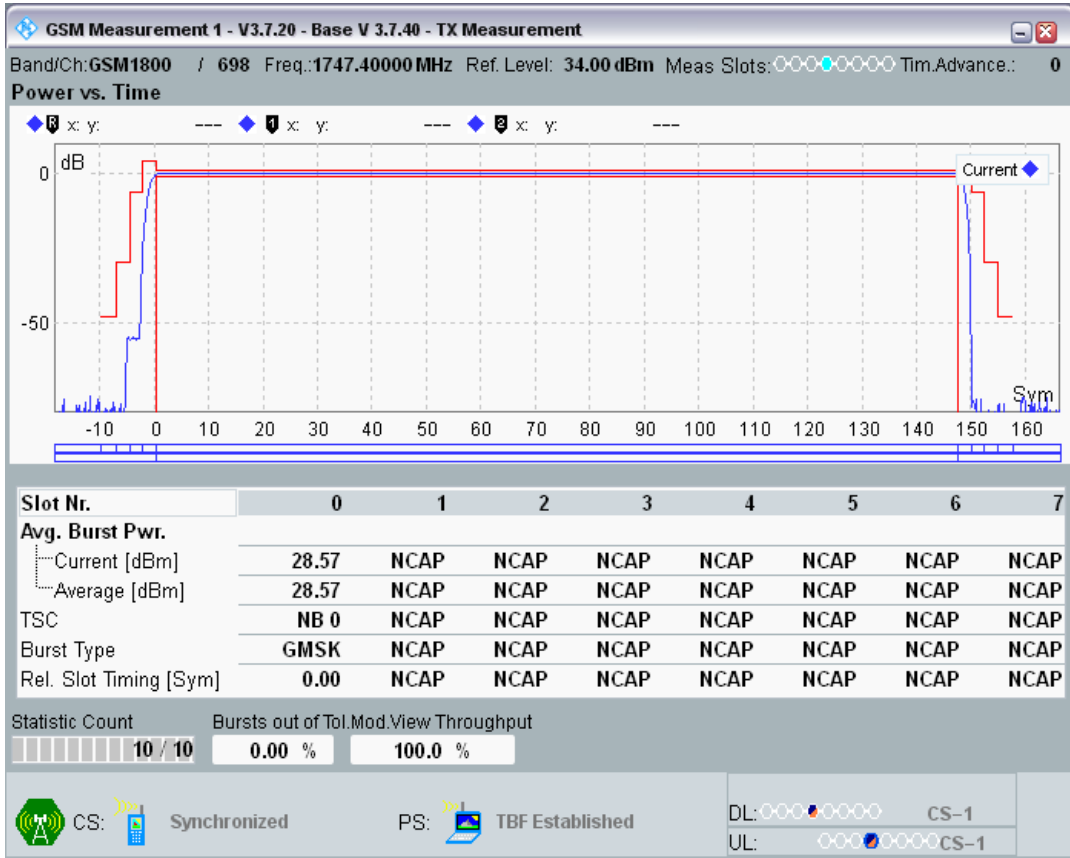 GSM Measurement 1 - V3.7.20 - Base V 3.7.40 - TX Measurement
Band/Ch:GSM1800 / 698 Freq.:1747.40000 MHz Ref. Level: 34.00 dBm Meas Slots: Tim.Advance.: 0
Power vs. Time
R x: y: --- 1 x: y: --- 2 x: y: ---
dB
Current
0
-50
Sym
-10 0 10 20 30 40 50 60 70 80 90 100 110 120 130 140 150 160
Slot Nr. 0 1 2 3 4 5 6 7
Avg. Burst Pwr.
Current [dBm] 28.57 NCAP NCAP NCAP NCAP NCAP NCAP NCAP
Average [dBm] 28.57 NCAP NCAP NCAP NCAP NCAP NCAP NCAP
TSC NB 0 NCAP NCAP NCAP NCAP NCAP NCAP NCAP
Burst Type GMSK NCAP NCAP NCAP NCAP NCAP NCAP NCAP
Rel. Slot Timing [Sym] 0.00 NCAP NCAP NCAP NCAP NCAP NCAP NCAP
Statistic Count Bursts out of Tol.Mod.View Throughput
10 / 10 0.00 % 100.0 %
CS: Synchronized PS: TBF Established DL: CS-1
UL: CS-1